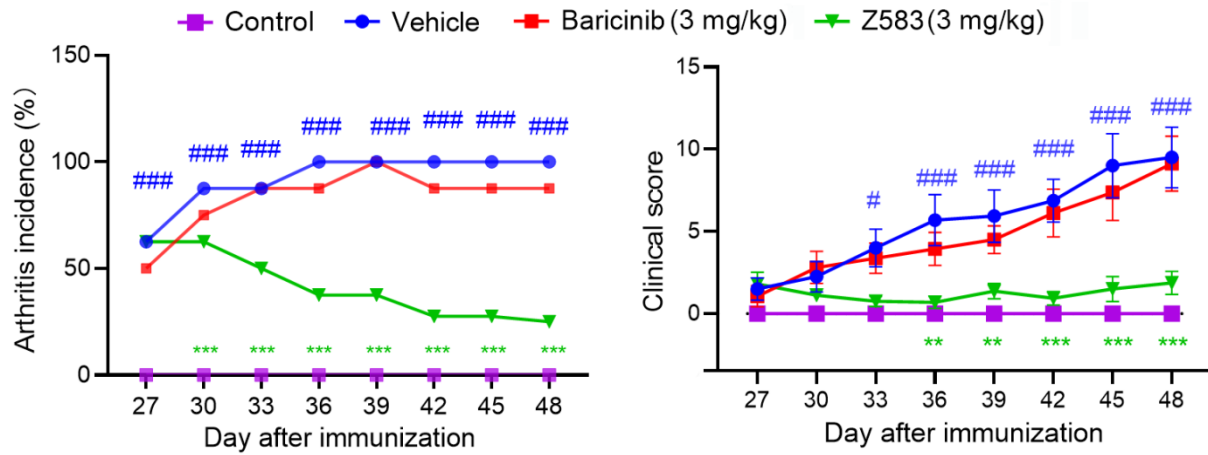 Control Vehicle Baricinib (3 mg/kg) Z583 (3 mg/kg)
Arthritis incidence (%)
150
100
50
0
### ### ### ### ### ### ### ###
*** *** *** *** *** *** ***
27 30 33 36 39 42 45 48
Day after immunization
Clinical score
15
10
5
0
# ### ### ### ### ###
** ** *** *** ***
27 30 33 36 39 42 45 48
Day after immunization